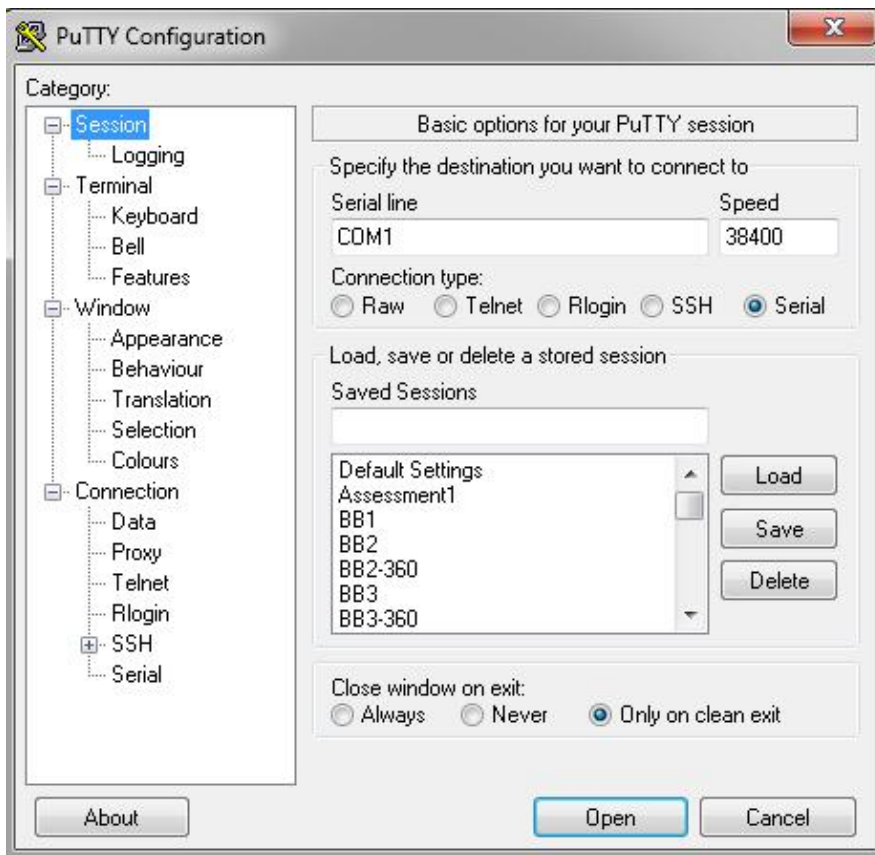 PuTTY Configuration
Category:
Session
Logging
Terminal
Keyboard
Bell
Features
Window
Appearance
Behaviour
Translation
Selection
Colours
Connection
Data
Proxy
Telnet
Rlogin
SSH
Serial
Basic options for your PuTTY session
Specify the destination you want to connect to
Serial line Speed
COM1 38400
Connection type:
Raw Telnet Rlogin SSH Serial
Load, save or delete a stored session
Saved Sessions
Default Settings
Assessment1
BB1
BB2
BB2-360
BB3
BB3-360
Load
Save
Delete
Close window on exit:
Always Never Only on clean exit
About Open Cancel